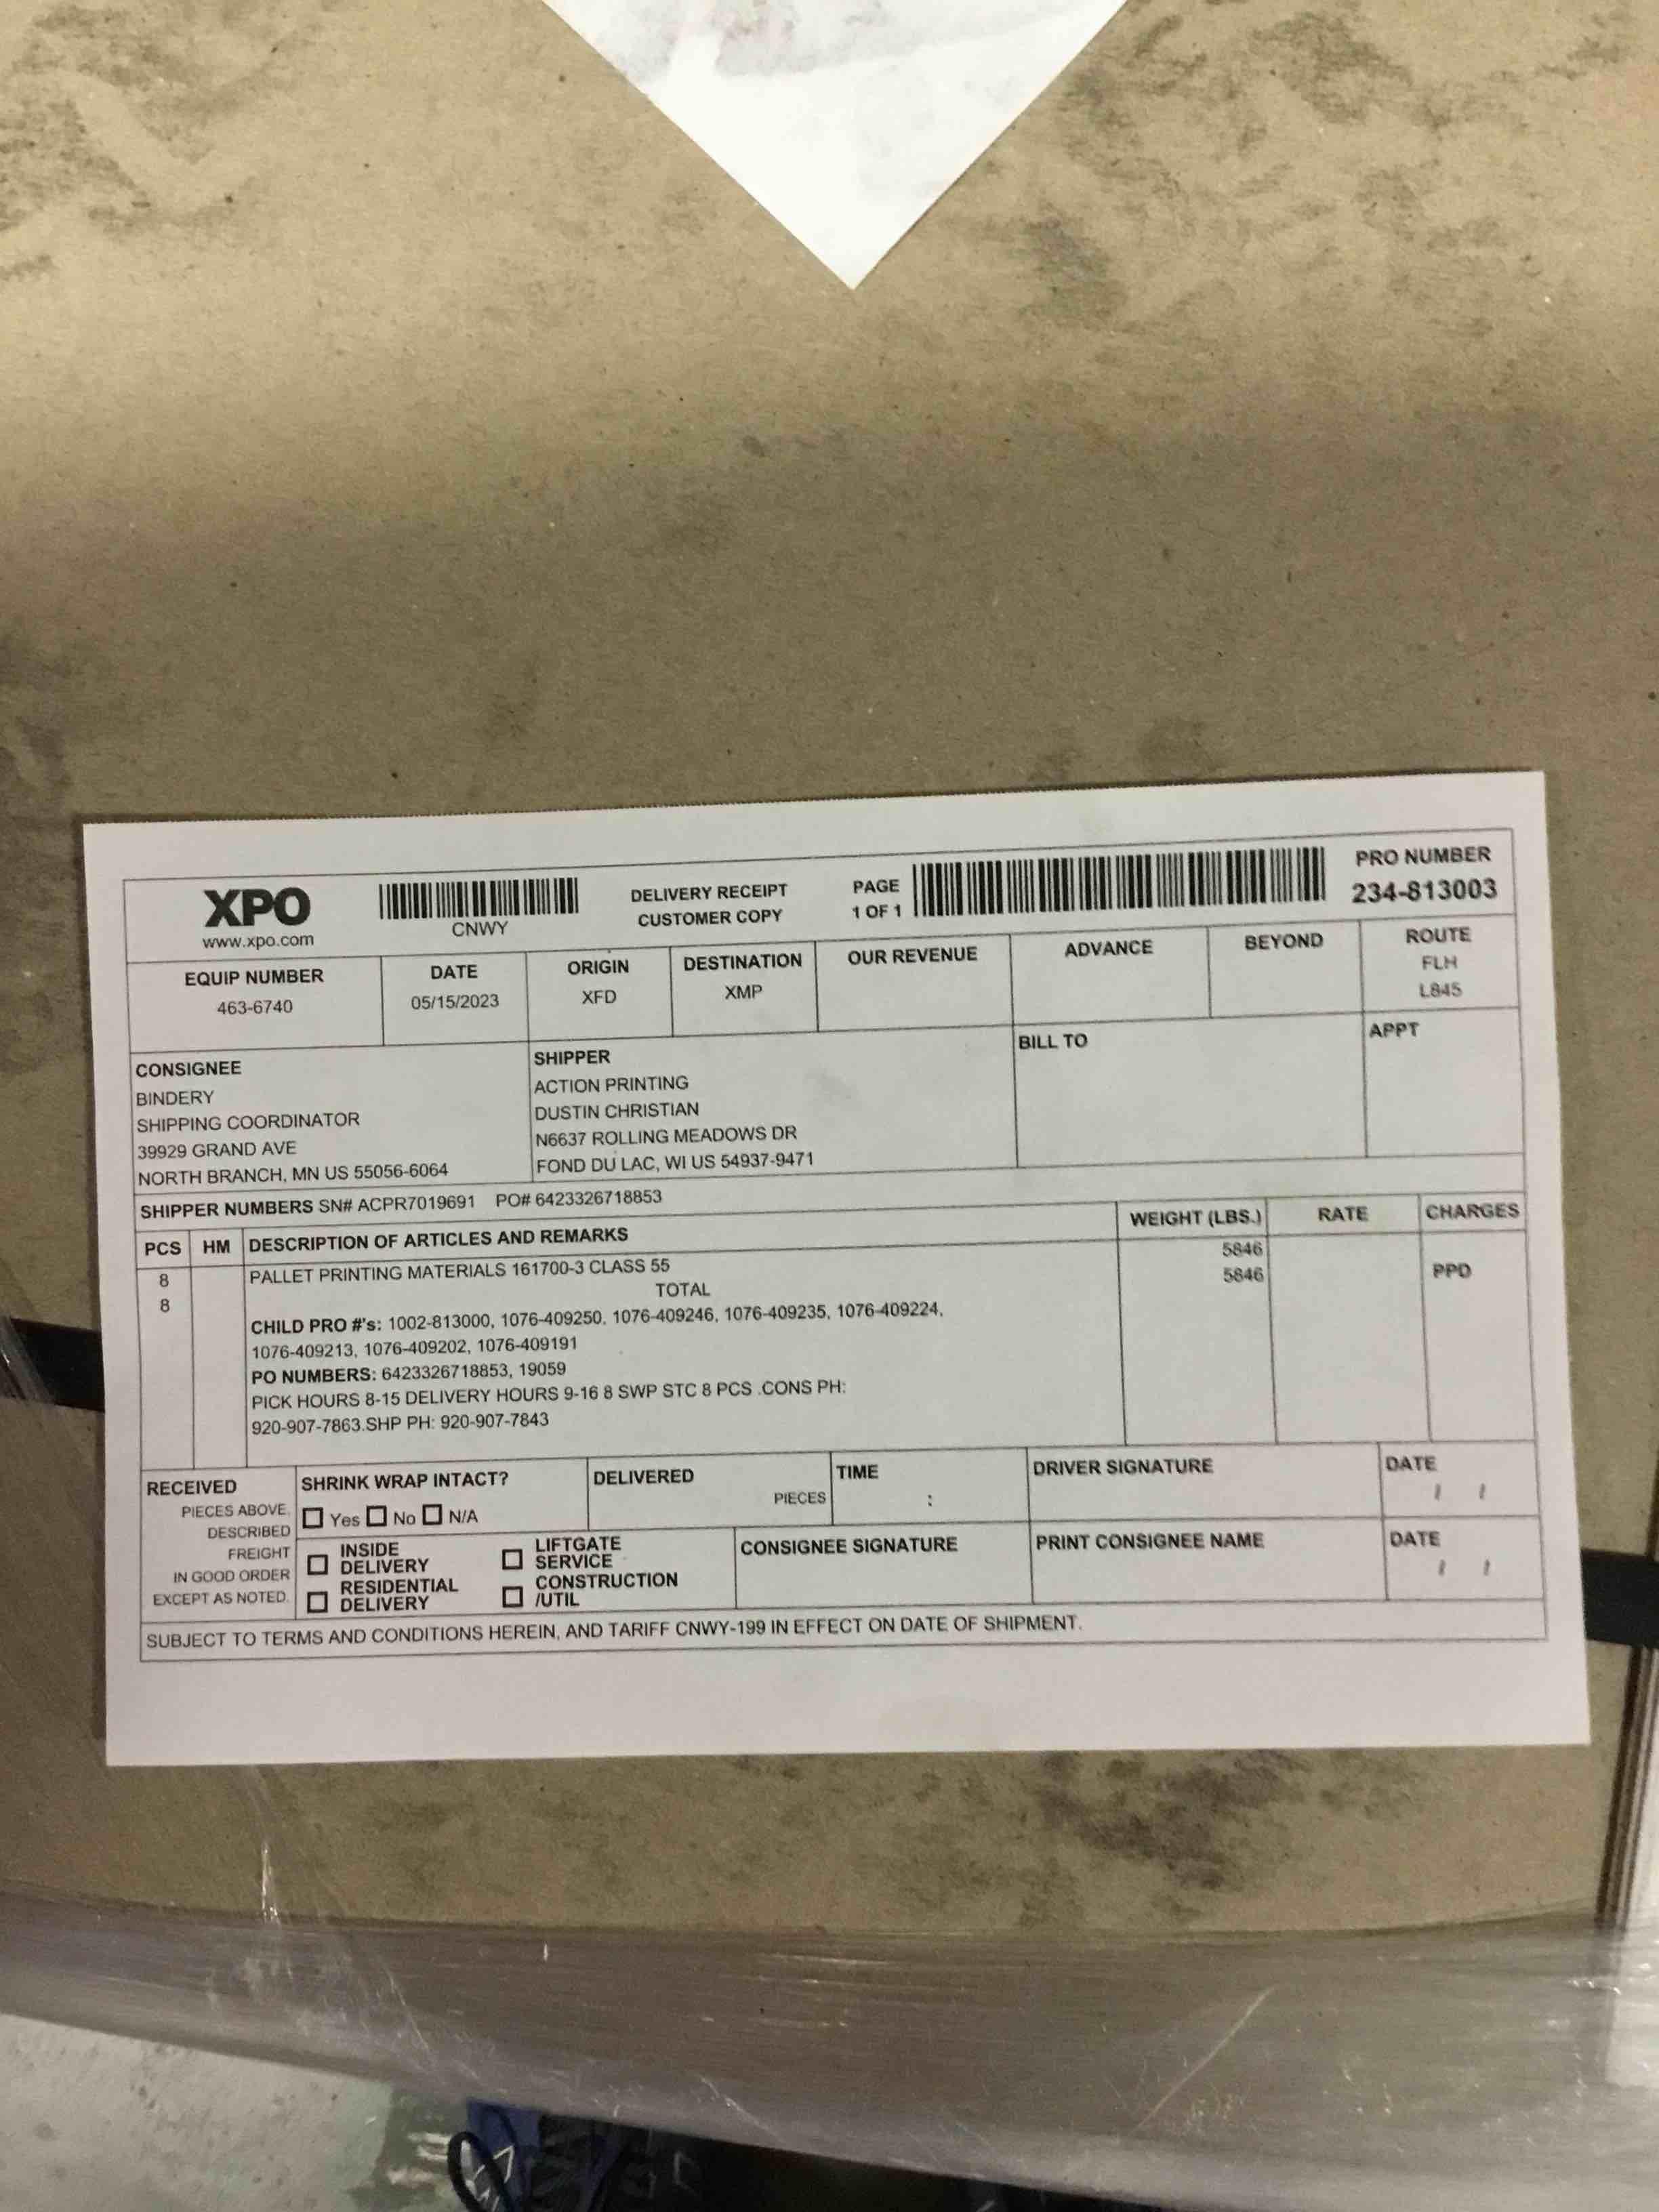 XPO
www.xpo.com
CNWY
DELIVERY RECEIPT
CUSTOMER COPY
PAGE
1 OF 1
PRO NUMBER
234-813003
EQUIP NUMBER
463-6740
DATE
05/15/2023
ORIGIN
XFD
DESTINATION
XMP
OUR REVENUE
ADVANCE
BEYOND
ROUTE
FLH
L845
CONSIGNEE
BINDERY
SHIPPING COORDINATOR
39929 GRAND AVE
NORTH BRANCH, MN US 55056-6064
SHIPPER
ACTION PRINTING
DUSTIN CHRISTIAN
N6637 ROLLING MEADOWS DR
FOND DU LAC, WI US 54937-9471
BILL TO
APPT
SHIPPER NUMBERS SN# ACPR7019691 PO# 6423326718853
PCS HM DESCRIPTION OF ARTICLES AND REMARKS WEIGHT (LBS.) RATE CHARGES
8 PALLET PRINTING MATERIALS 161700-3 CLASS 55 5846
8 TOTAL 5846 PPD
CHILD PRO #'s: 1002-813000, 1076-409250, 1076-409246, 1076-409235, 1076-409224,
1076-409213, 1076-409202, 1076-409191
PO NUMBERS: 6423326718853, 19059
PICK HOURS 8-15 DELIVERY HOURS 9-16 8 SWP STC 8 PCS .CONS PH:
920-907-7863.SHP PH: 920-907-7843
RECEIVED
PIECES ABOVE
DESCRIBED
FREIGHT
IN GOOD ORDER
EXCEPT AS NOTED.
SHRINK WRAP INTACT?
Yes No N/A
DELIVERED
PIECES
TIME
:
DRIVER SIGNATURE
DATE
/ /
INSIDE
DELIVERY
RESIDENTIAL
DELIVERY
LIFTGATE
SERVICE
CONSTRUCTION
/UTIL
CONSIGNEE SIGNATURE
PRINT CONSIGNEE NAME
DATE
/ /
SUBJECT TO TERMS AND CONDITIONS HEREIN, AND TARIFF CNWY-199 IN EFFECT ON DATE OF SHIPMENT.